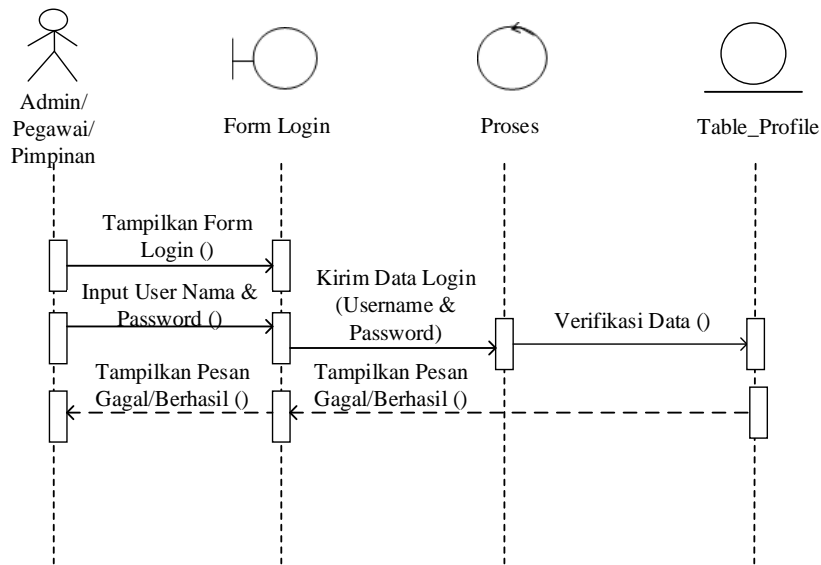 Admin/
Pegawai/
Pimpinan
Form Login
Proses
Table_Profile
Tampilkan Form
Login ()
Input User Nama &
Password ()
Kirim Data Login
(Username &
Password)
Verifikasi Data ()
Tampilkan Pesan
Gagal/Berhasil ()
Tampilkan Pesan
Gagal/Berhasil ()